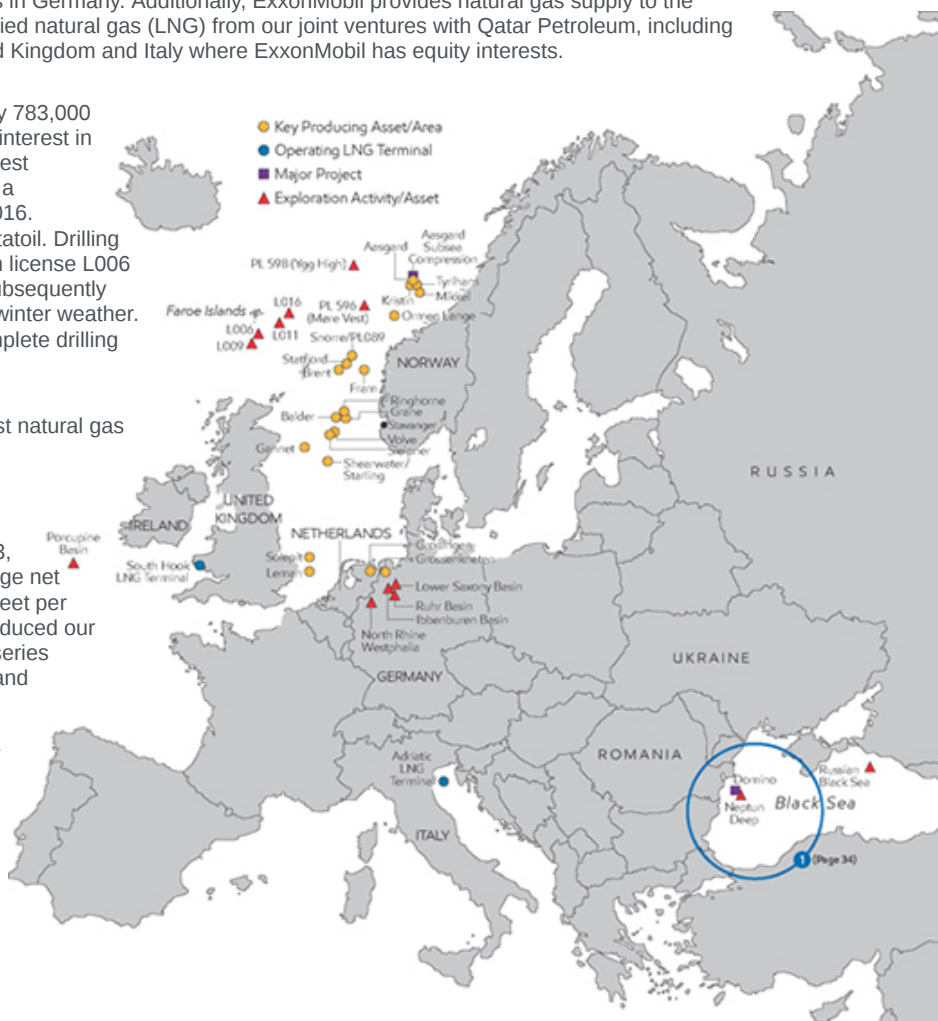 s in Germany. Additionally, ExxonMobil provides natural gas supply to the
ied natural gas (LNG) from our joint ventures with Qatar Petroleum, including
d Kingdom and Italy where ExxonMobil has equity interests.
y 783,000
interest in
est
a
016.
tatoil. Drilling
n license L006
ubsequently
winter weather.
nplete drilling
st natural gas
3,
ge net
eet per
duced our
series
and
Key Producing Asset/Area
Operating LNG Terminal
Major Project
Exploration Activity/Asset
Aasgard
Aasgard
Subsea
Compression
PL 598 (Ygg High)
Tyrihans
Mikkel
Kristin
Ormen Lange
Faroe Islands
L016
L011
L006
L009
PL 596
(Møre Vest)
Snorre/PL089
Statfjord
Brent
Fram
NORWAY
Ringhorne
Grane
Balder
Stavanger
Volve
Sleipner
Gannet
Shearwater/
Starling
RUSSIA
UNITED
KINGDOM
IRELAND
NETHERLANDS
Porcupine
Basin
South Hook
LNG Terminal
Solepit
Leman
Groningen
Grossenkneten
Lower Saxony Basin
Ruhr Basin
Ibbenburen Basin
North Rhine
Westphalia
GERMANY
UKRAINE
ROMANIA
Adriatic
LNG
Terminal
ITALY
Domino
Neptun
Deep
Black Sea
Russian
Black Sea
1 (Page 34)